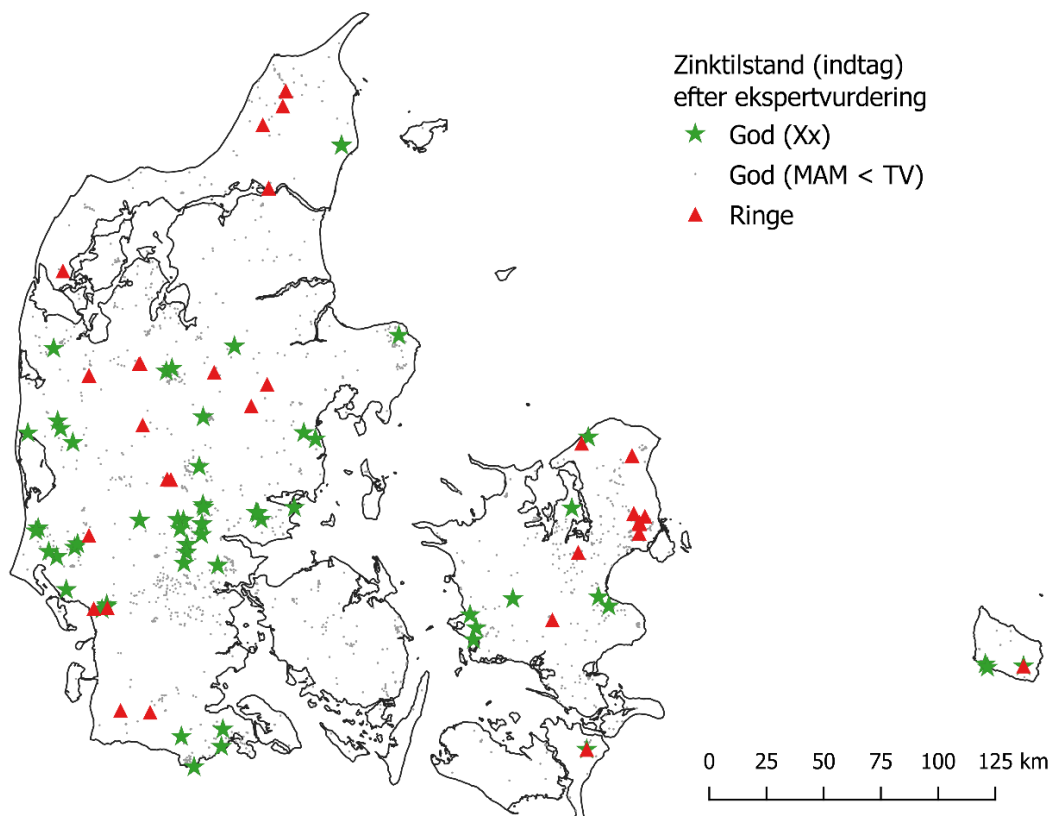 Zinktilstand (indtag)
efter ekspertvurdering
God (Xx)
God (MAM < TV)
Ringe
0 25 50 75 100 125 km